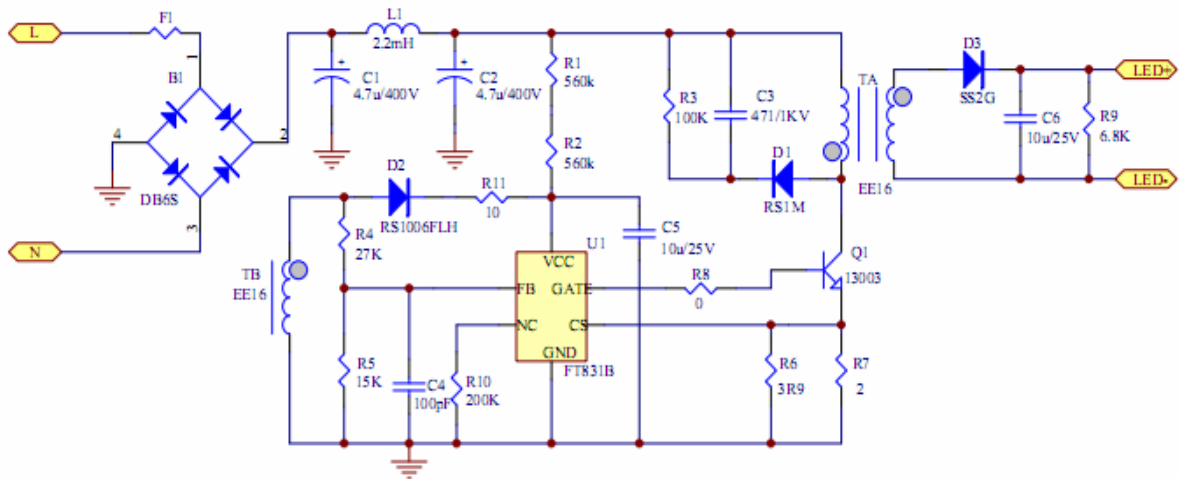 L
F1
L1
2.2mH
B1
1
2
3
4
DB6S
N
C1
4.7u/400V
C2
4.7u/400V
R1
560k
R2
560k
R3
100K
C3
471/1KV
D1
RS1M
TA
EE16
D3
SS2G
C6
10u/25V
R9
6.8K
LED+
LED-
D2
RS1006FLH
R11
10
C5
10u/25V
R4
27K
TB
EE16
U1
VCC
FB
GATE
NC
CS
GND
FT831B
R8
0
Q1
13003
R5
15K
C4
100pF
R10
200K
R6
3R9
R7
2